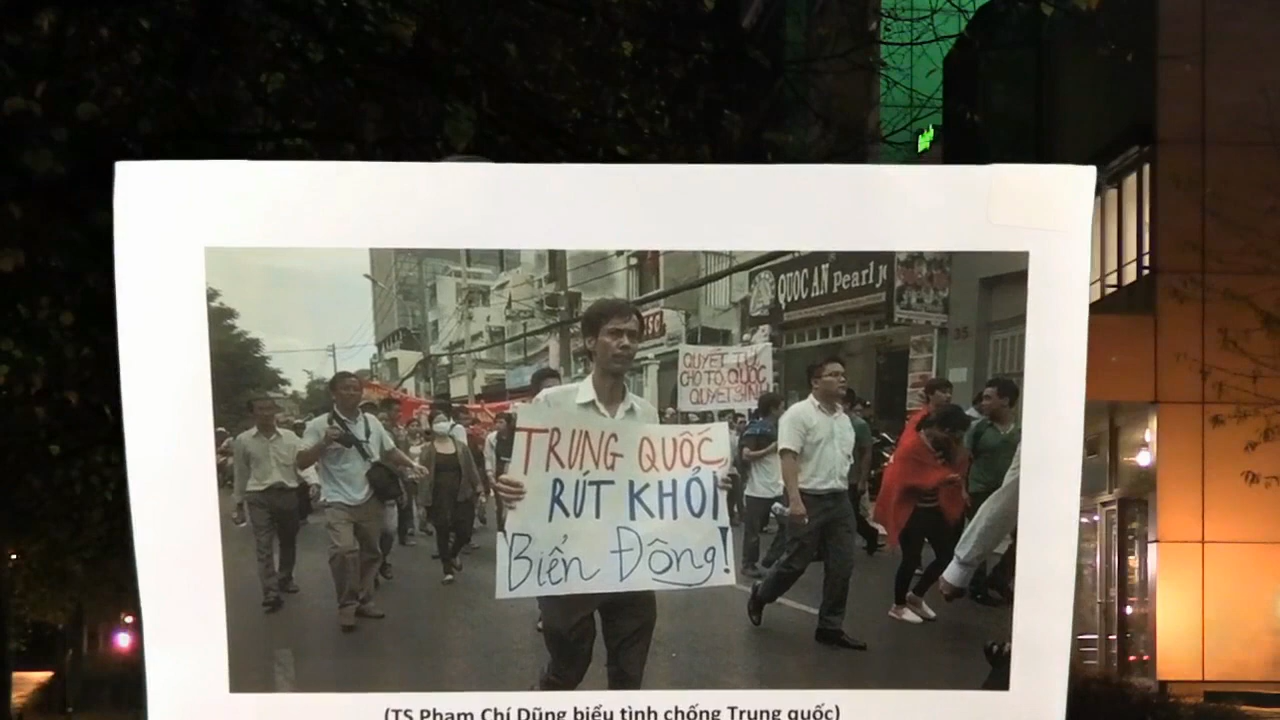 QUOC AN Pearl
QUYẾT TỬ
CHO TỔ QUỐC
QUYẾT SINH
35
TRUNG QUỐC
RÚT KHỎI
Biển Đông!
(TS Phạm Chí Dũng biểu tình chống Trung quốc)